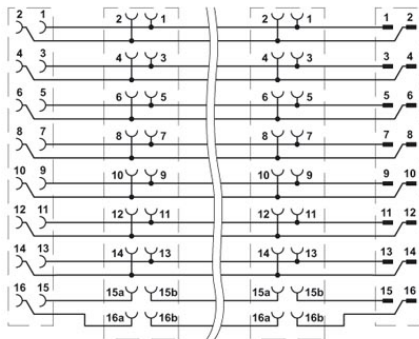 2 1 2 1 2 1 1 2
4 3 4 3 4 3 3 4
6 5 6 5 6 5 5 6
8 7 8 7 8 7 7 8
10 9 10 9 10 9 9 10
12 11 12 11 12 11 11 12
14 13 14 13 14 13 13 14
16 15 15a 15b 15a 15b 15 16
16a 16b 16a 16b